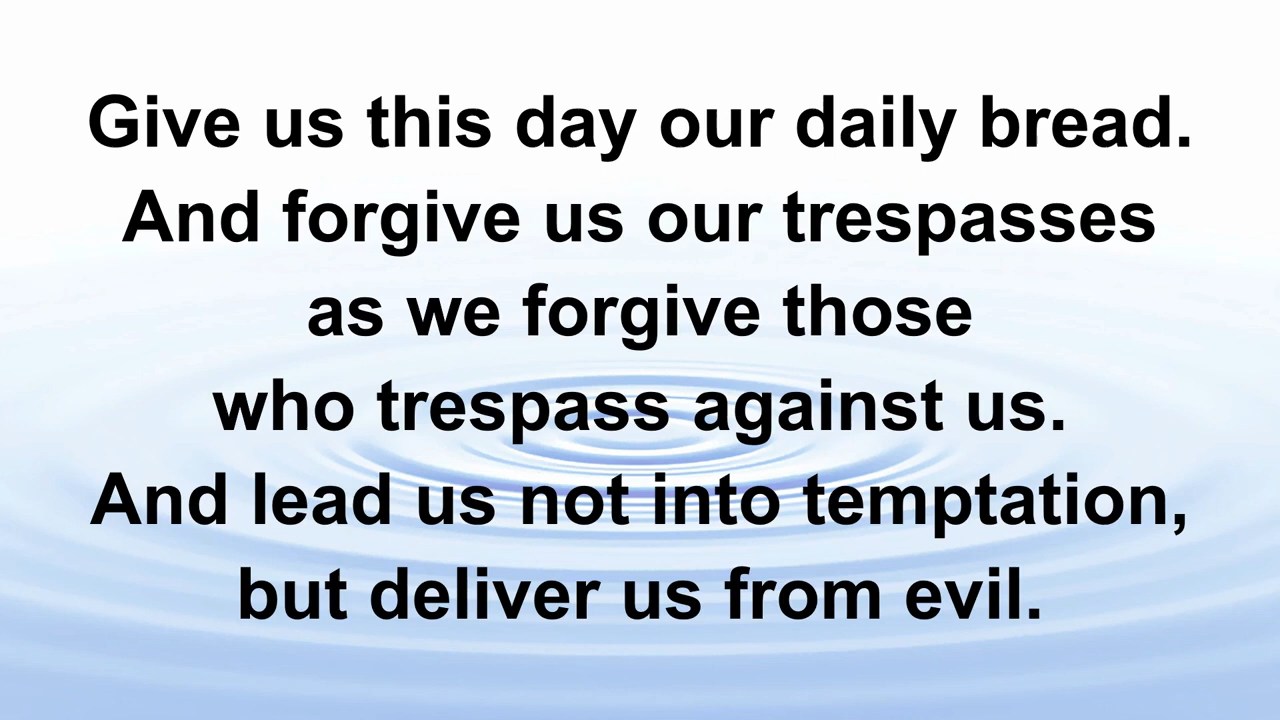 Give us this day our daily bread.
And forgive us our trespasses
as we forgive those
who trespass against us.
And lead us not into temptation,
but deliver us from evil.